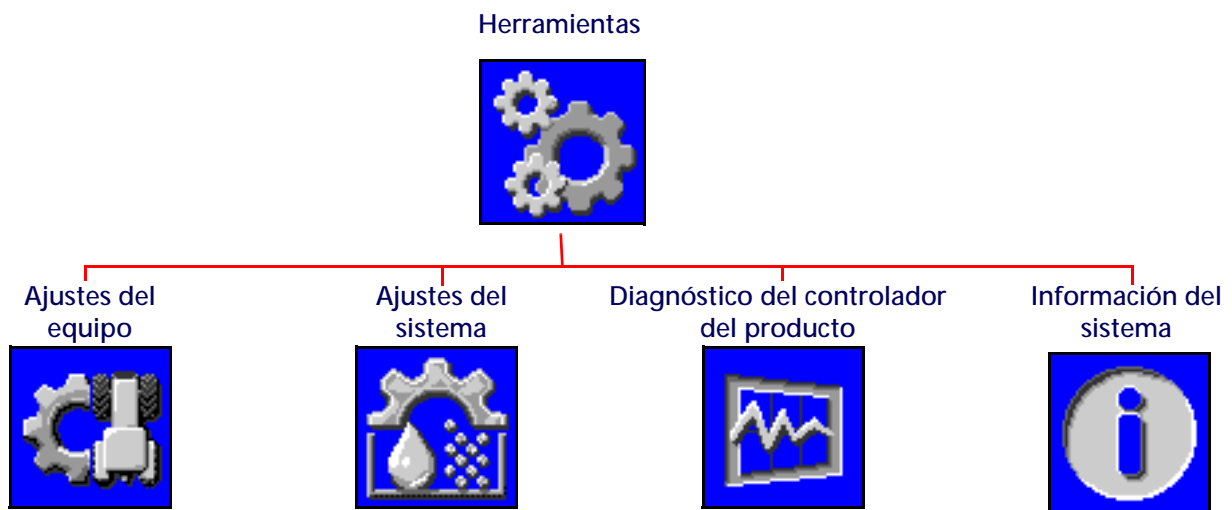 Herramientas
Ajustes del
equipo
Ajustes del
sistema
Diagnóstico del controlador
del producto
Información del
sistema